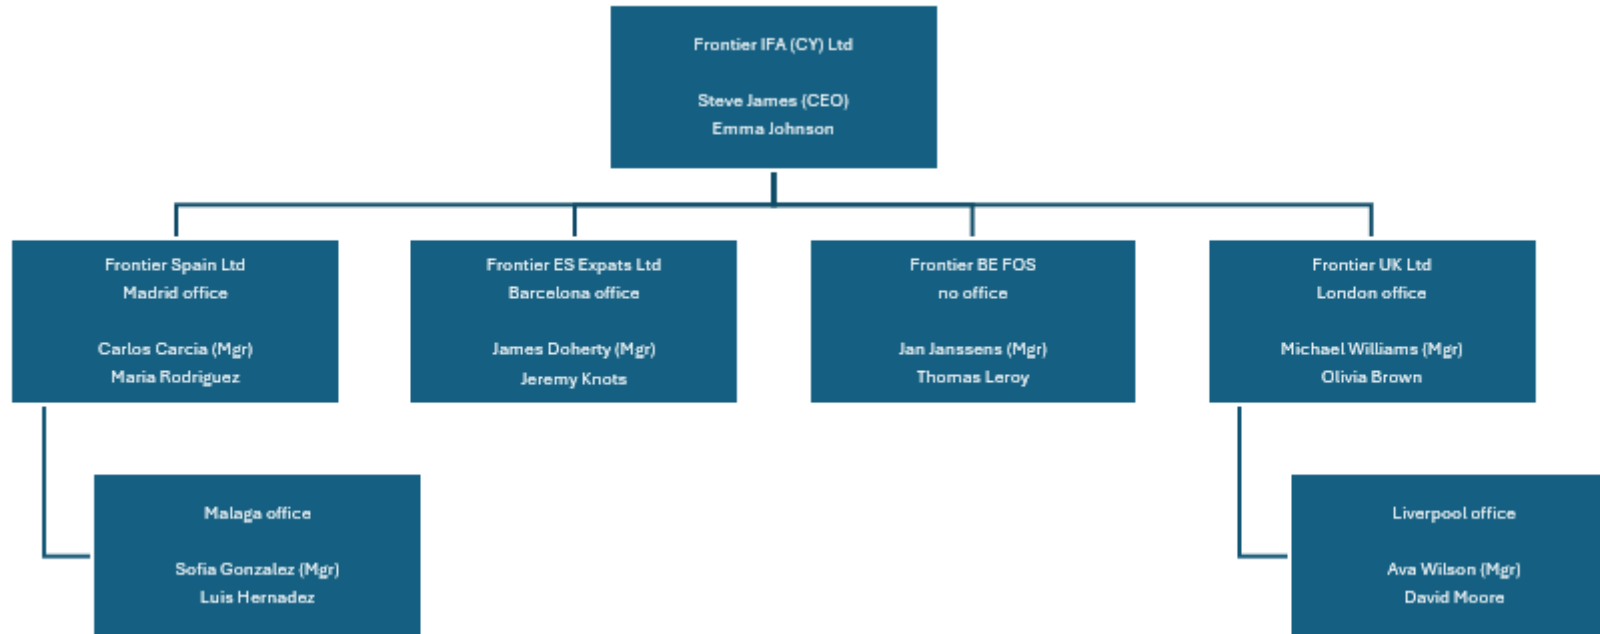 Frontier IFA (CY) Ltd
Steve James (CEO)
Emma Johnson
Frontier Spain Ltd
Madrid office
Carlos Carcia (Mgr)
Maria Rodriguez
Frontier ES Expats Ltd
Barcelona office
James Doherty (Mgr)
Jeremy Knots
Frontier BE FOS
no office
Jan Janssens (Mgr)
Thomas Leroy
Frontier UK Ltd
London office
Michael Williams (Mgr)
Olivia Brown
Malaga office
Sofia Gonzalez (Mgr)
Luis Hernadez
Liverpool office
Ava Wilson (Mgr)
David Moore